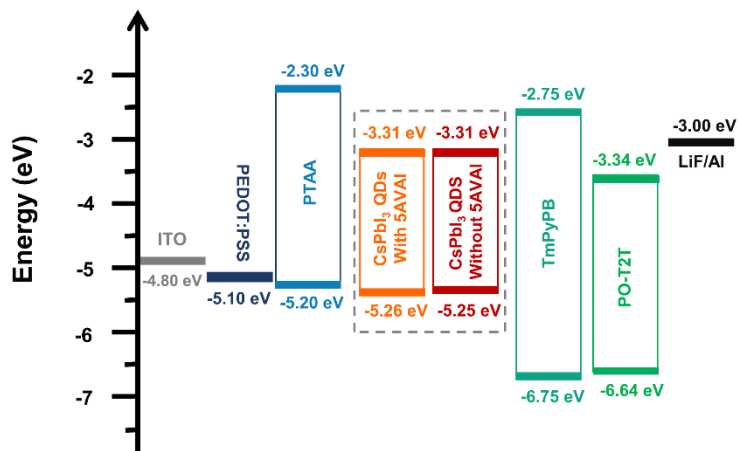 Energy (eV)
-2
-3
-4
-5
-6
-7
ITO
-4.80 eV
PEDOT:PSS
-5.10 eV
-2.30 eV
PTAA
-5.20 eV
-3.31 eV
CsPbI₃ QDs
With 5AVAI
-5.26 eV
-3.31 eV
CsPbI₃ QDS
Without 5AVAI
-5.25 eV
-2.75 eV
TmPyPB
-6.75 eV
-3.34 eV
PO-T2T
-6.64 eV
-3.00 eV
LiF/Al